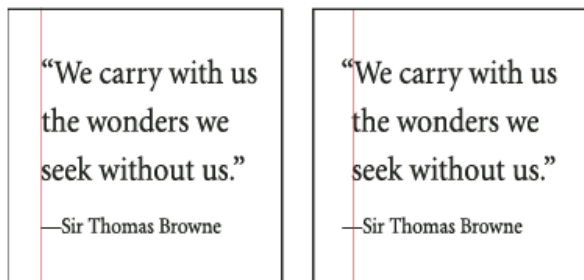 “We carry with us
the wonders we
seek without us.”
—Sir Thomas Browne
“We carry with us
the wonders we
seek without us.”
—Sir Thomas Browne